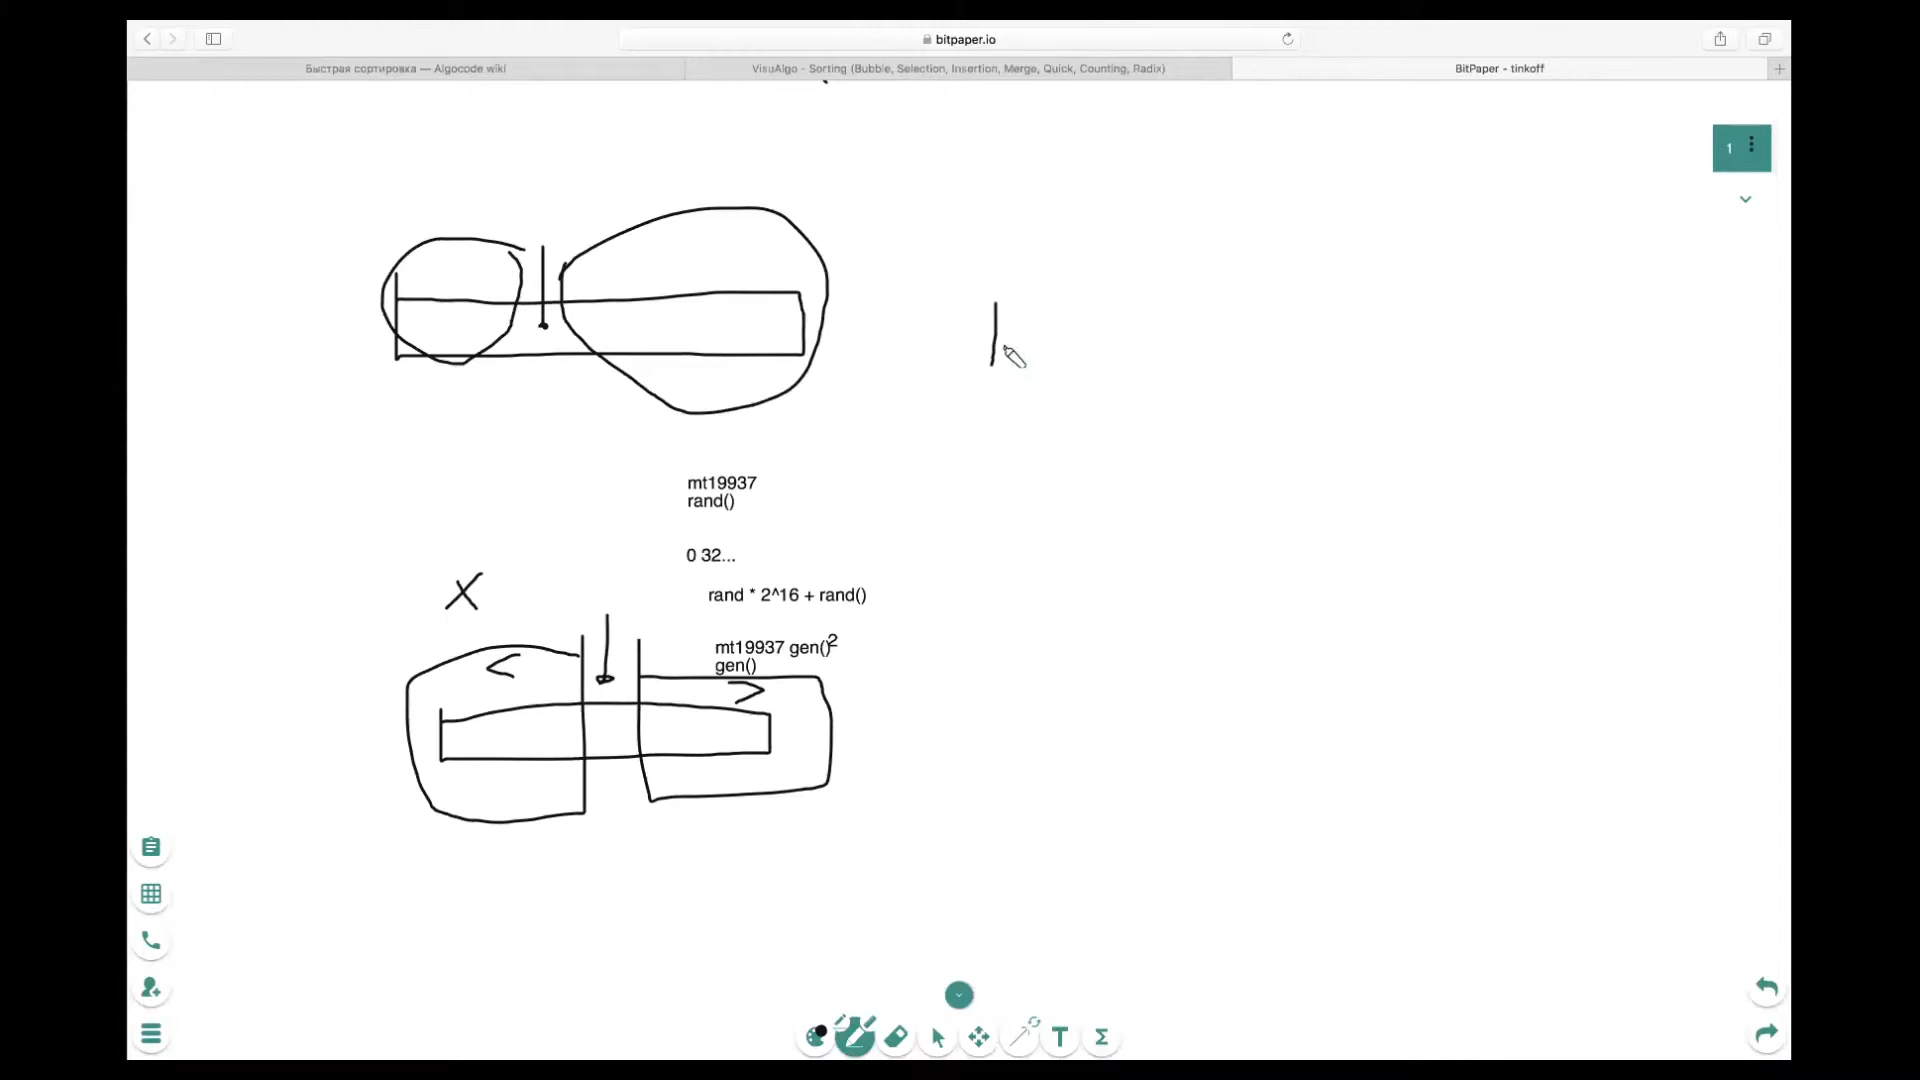 bitpaper.io
Быстрая сортировка — Algocode wiki
VisuAlgo - Sorting (Bubble, Selection, Insertion, Merge, Quick, Counting, Radix)
BitPaper - tinkoff
1
mt19937
rand()
0 32...
rand * 2^16 + rand()
X
mt19937 gen()2
gen()
<
>
T
Σ